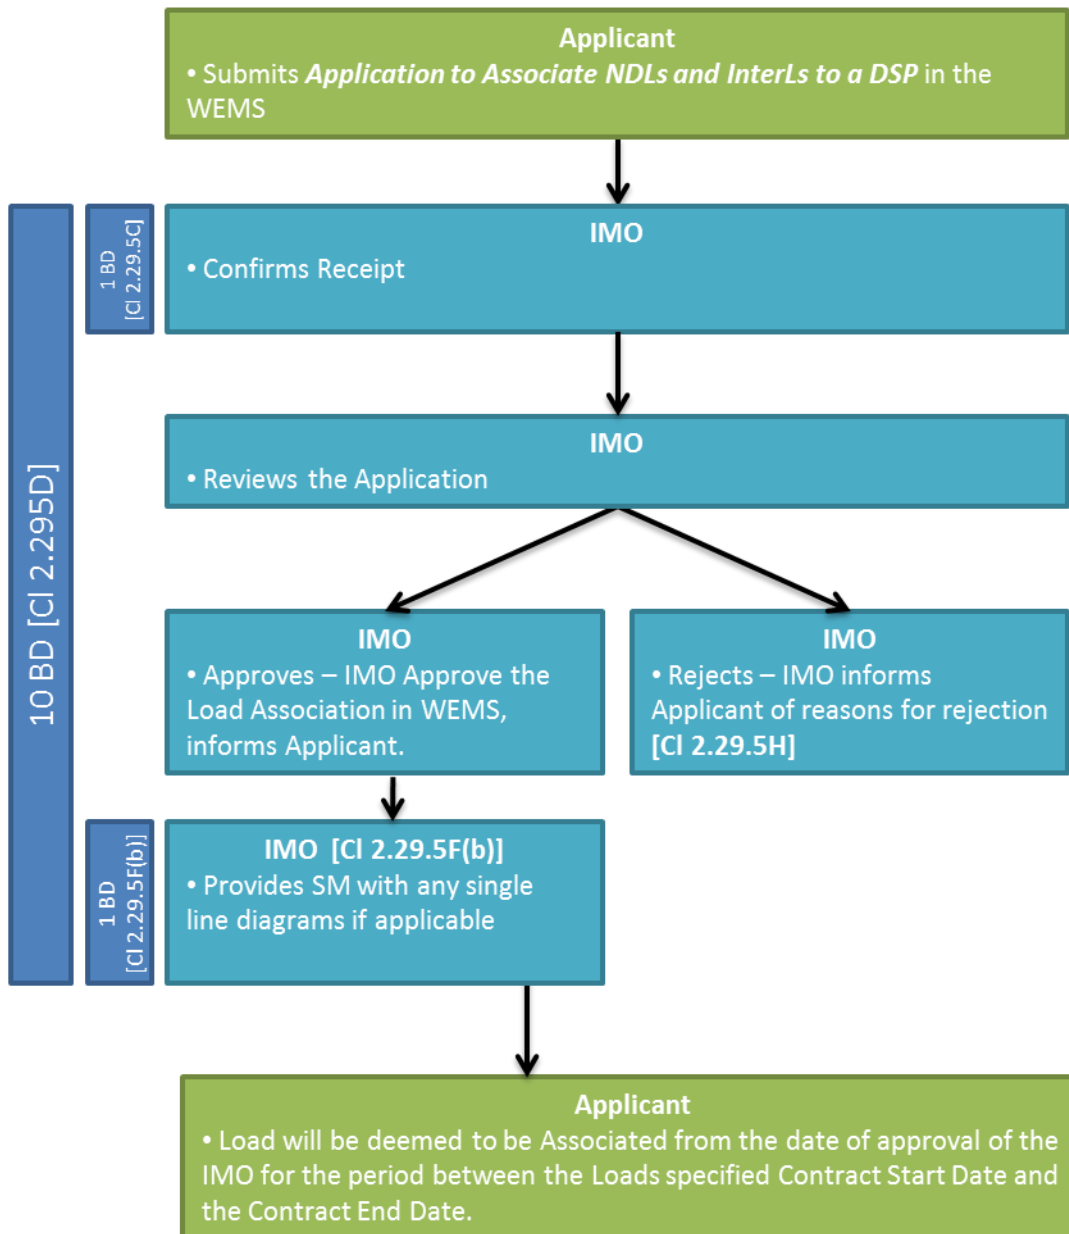 Applicant
• Submits Application to Associate NDLs and InterLs to a DSP in the
WEMS
10 BD [Cl 2.295D]
1 BD
[Cl 2.29.5C]
IMO
• Confirms Receipt
IMO
• Reviews the Application
IMO
• Approves – IMO Approve the
Load Association in WEMS,
informs Applicant.
IMO
• Rejects – IMO informs
Applicant of reasons for rejection
[Cl 2.29.5H]
1 BD
[Cl 2.29.5F(b)]
IMO [Cl 2.29.5F(b)]
• Provides SM with any single
line diagrams if applicable
Applicant
• Load will be deemed to be Associated from the date of approval of the
IMO for the period between the Loads specified Contract Start Date and
the Contract End Date.